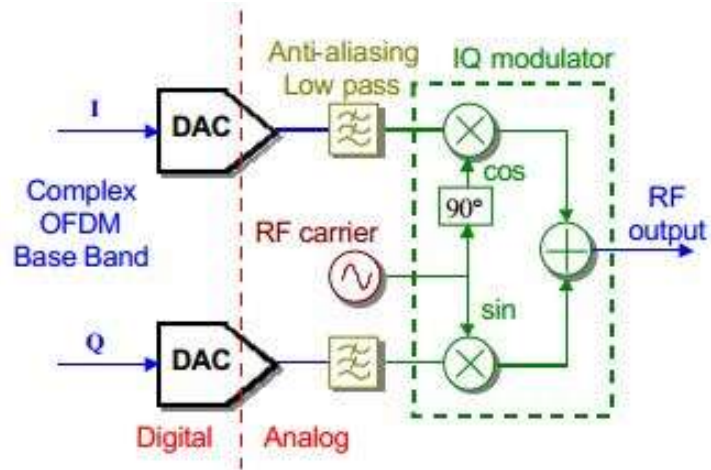 Anti-aliasing
Low pass
IQ modulator
I
DAC
cos
Complex
OFDM
Base Band
90°
RF carrier
RF
output
sin
Q
DAC
Digital
Analog